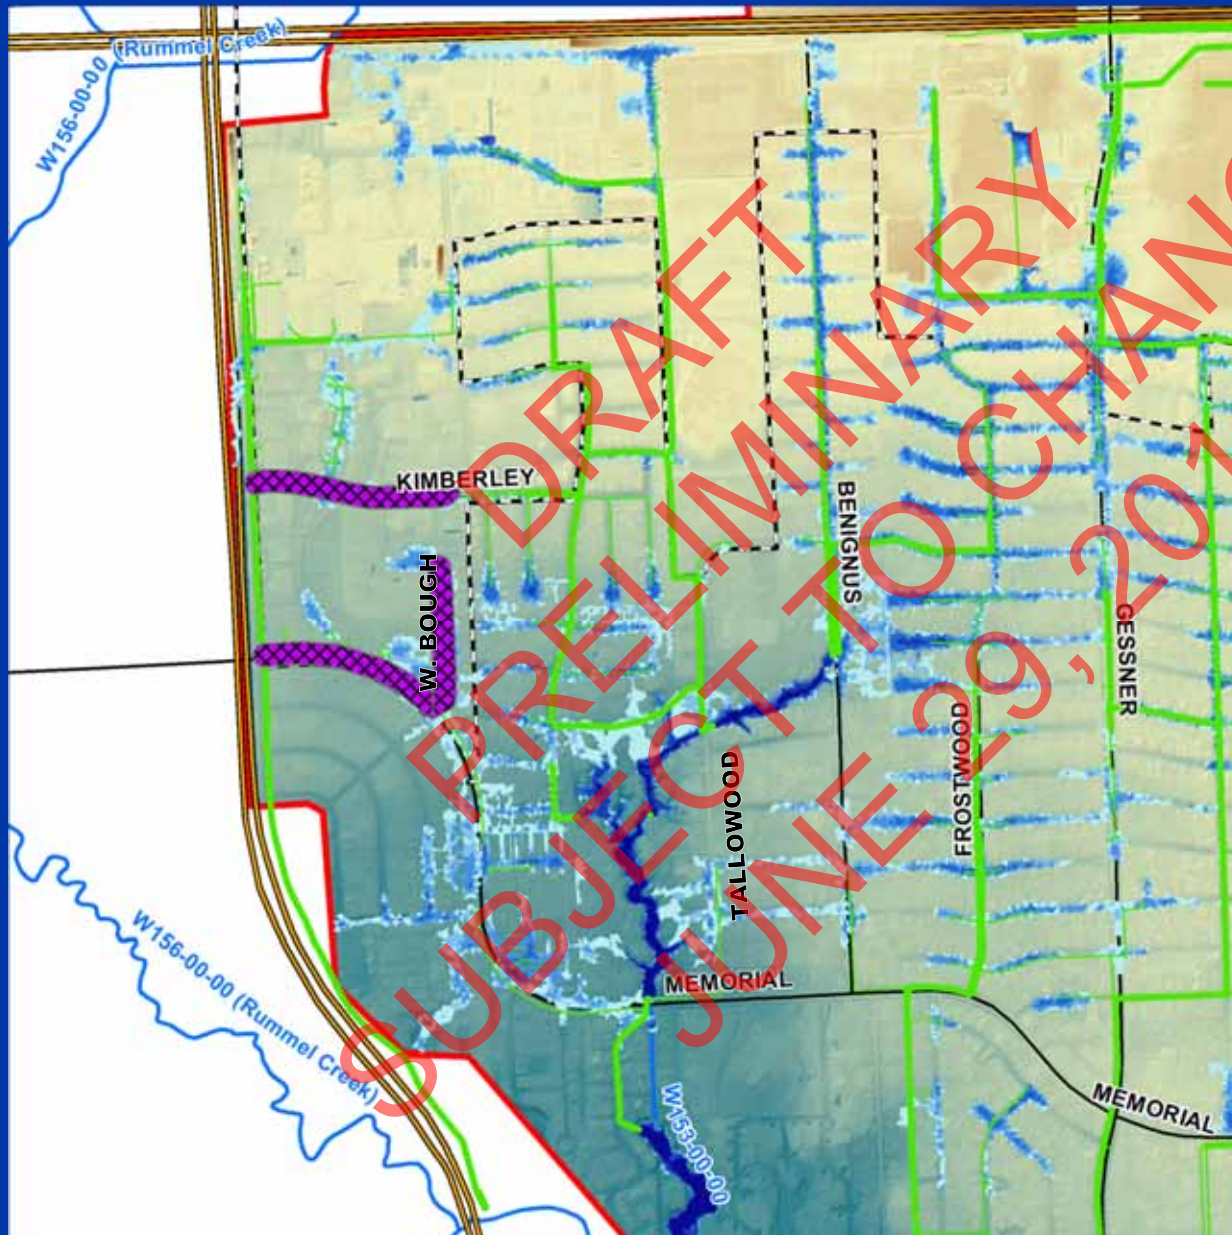 W156-00-00 (Rummel Creek)
KIMBERLEY
W. BOUGH
BENIGNUS
GESSNER
FROSTWOOD
TALLOWOOD
MEMORIAL
W156-00-00 (Rummel Creek)
W153-00-00
MEMORIAL
DRAFT
PRELIMINARY
SUBJECT TO CHANG
JUNE 29, 201